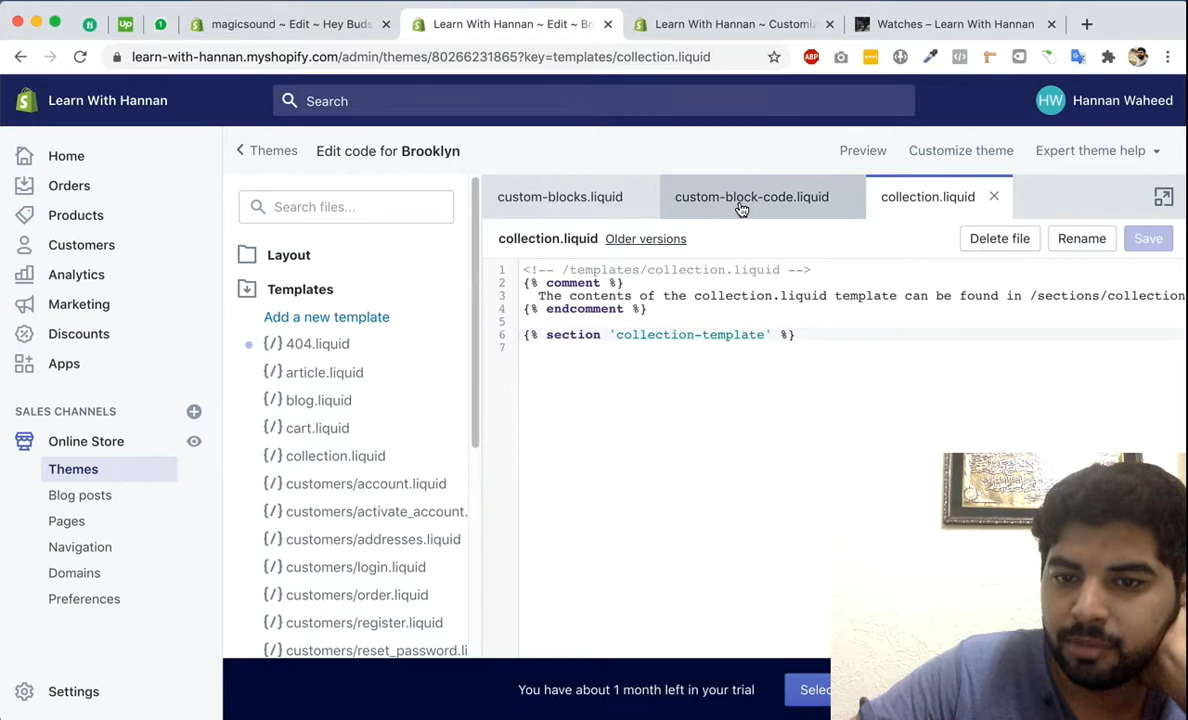 magicsound ~ Edit ~ Hey Buds
Learn With Hannan ~ Edit ~ Br
Learn With Hannan ~ Customiz
Watches – Learn With Hannan
learn-with-hannan.myshopify.com/admin/themes/80266231865?key=templates/collection.liquid
Learn With Hannan
Search
HW
Hannan Waheed
Home
Orders
Products
Customers
Analytics
Marketing
Discounts
Apps
SALES CHANNELS
Online Store
Themes
Blog posts
Pages
Navigation
Domains
Preferences
Settings
Themes
Edit code for Brooklyn
Preview
Customize theme
Expert theme help
Search files...
Layout
Templates
Add a new template
{/} 404.liquid
{/} article.liquid
{/} blog.liquid
{/} cart.liquid
{/} collection.liquid
{/} customers/account.liquid
{/} customers/activate_account.
{/} customers/addresses.liquid
{/} customers/login.liquid
{/} customers/order.liquid
{/} customers/register.liquid
{/} customers/reset_password.li
custom-blocks.liquid
custom-block-code.liquid
collection.liquid
collection.liquid Older versions
Delete file
Rename
Save
1 <!-- /templates/collection.liquid -->
2 {% comment %}
3 The contents of the collection.liquid template can be found in /sections/collection
4 {% endcomment %}
5
6 {% section 'collection-template' %}
7
You have about 1 month left in your trial
Selec